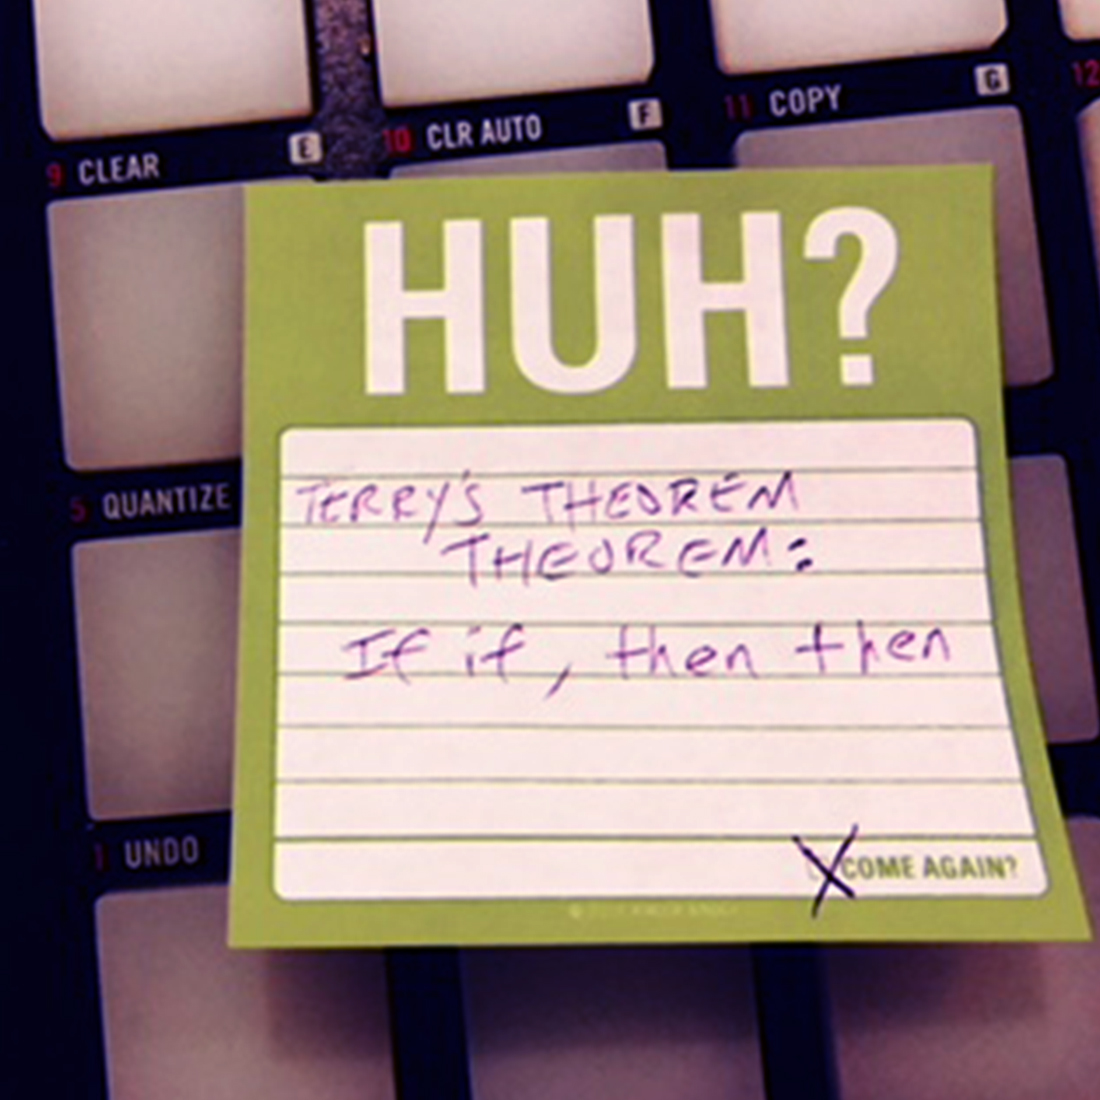 9 CLEAR E
10 CLR AUTO F
11 COPY G
12
HUH?
5 QUANTIZE
TERRY'S THEOREM
THEOREM:
If if, then then
1 UNDO
X COME AGAIN?